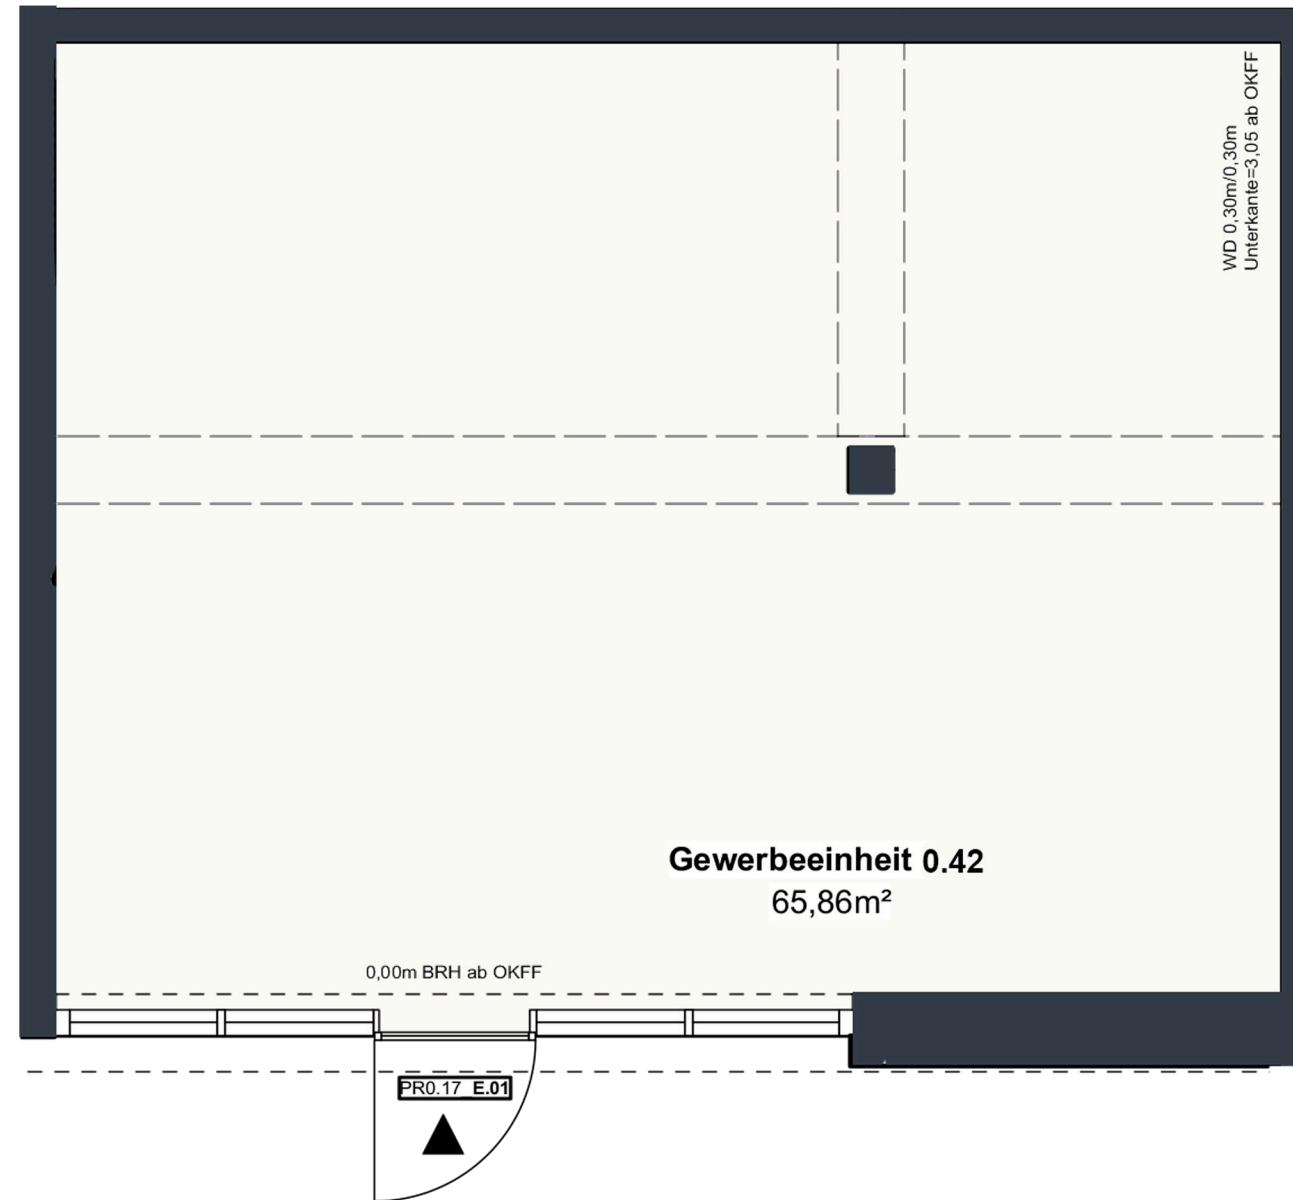 WD 0,30m/0,30m
Unterkante=3,05 ab OKFF
Gewerbeeinheit 0.42
65,86m²
0,00m BRH ab OKFF
PR0.17_E.01